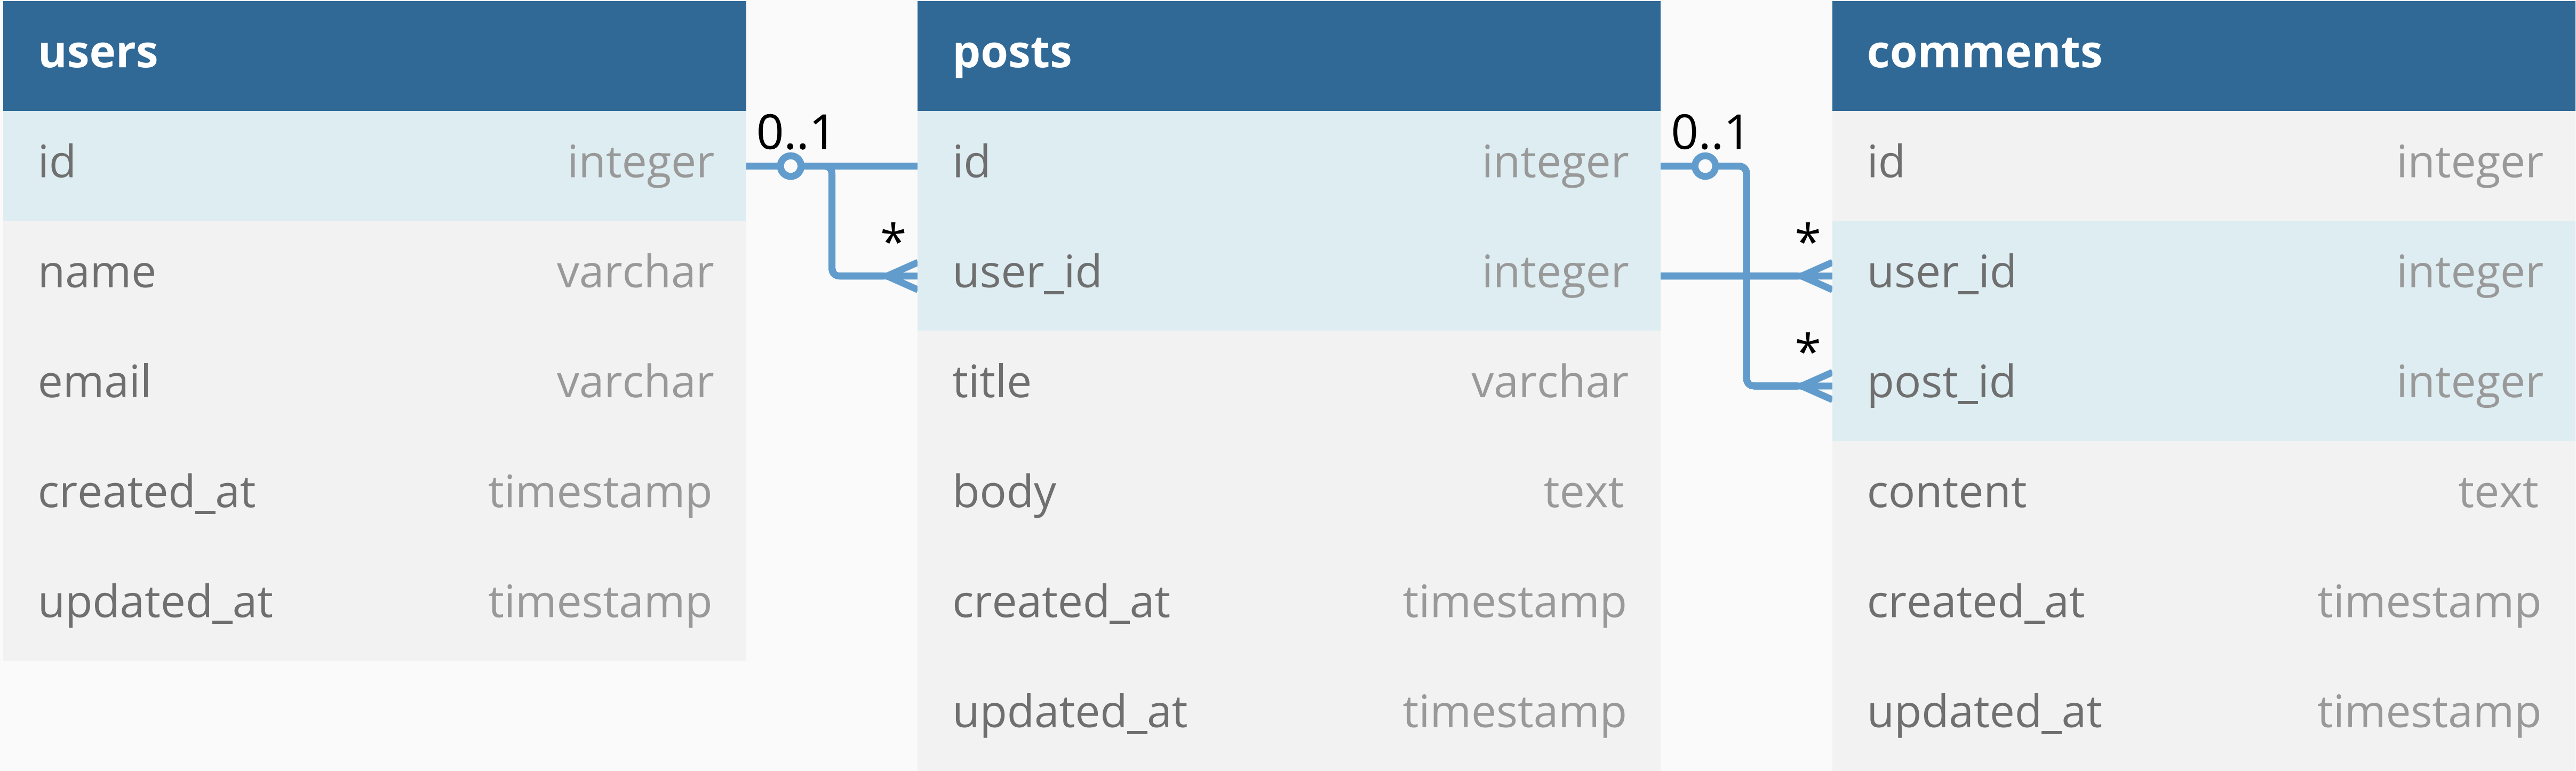 users
id integer
name varchar
email varchar
created_at timestamp
updated_at timestamp
0..1
*
posts
id integer
user_id integer
title varchar
body text
created_at timestamp
updated_at timestamp
0..1
*
*
comments
id integer
user_id integer
post_id integer
content text
created_at timestamp
updated_at timestamp